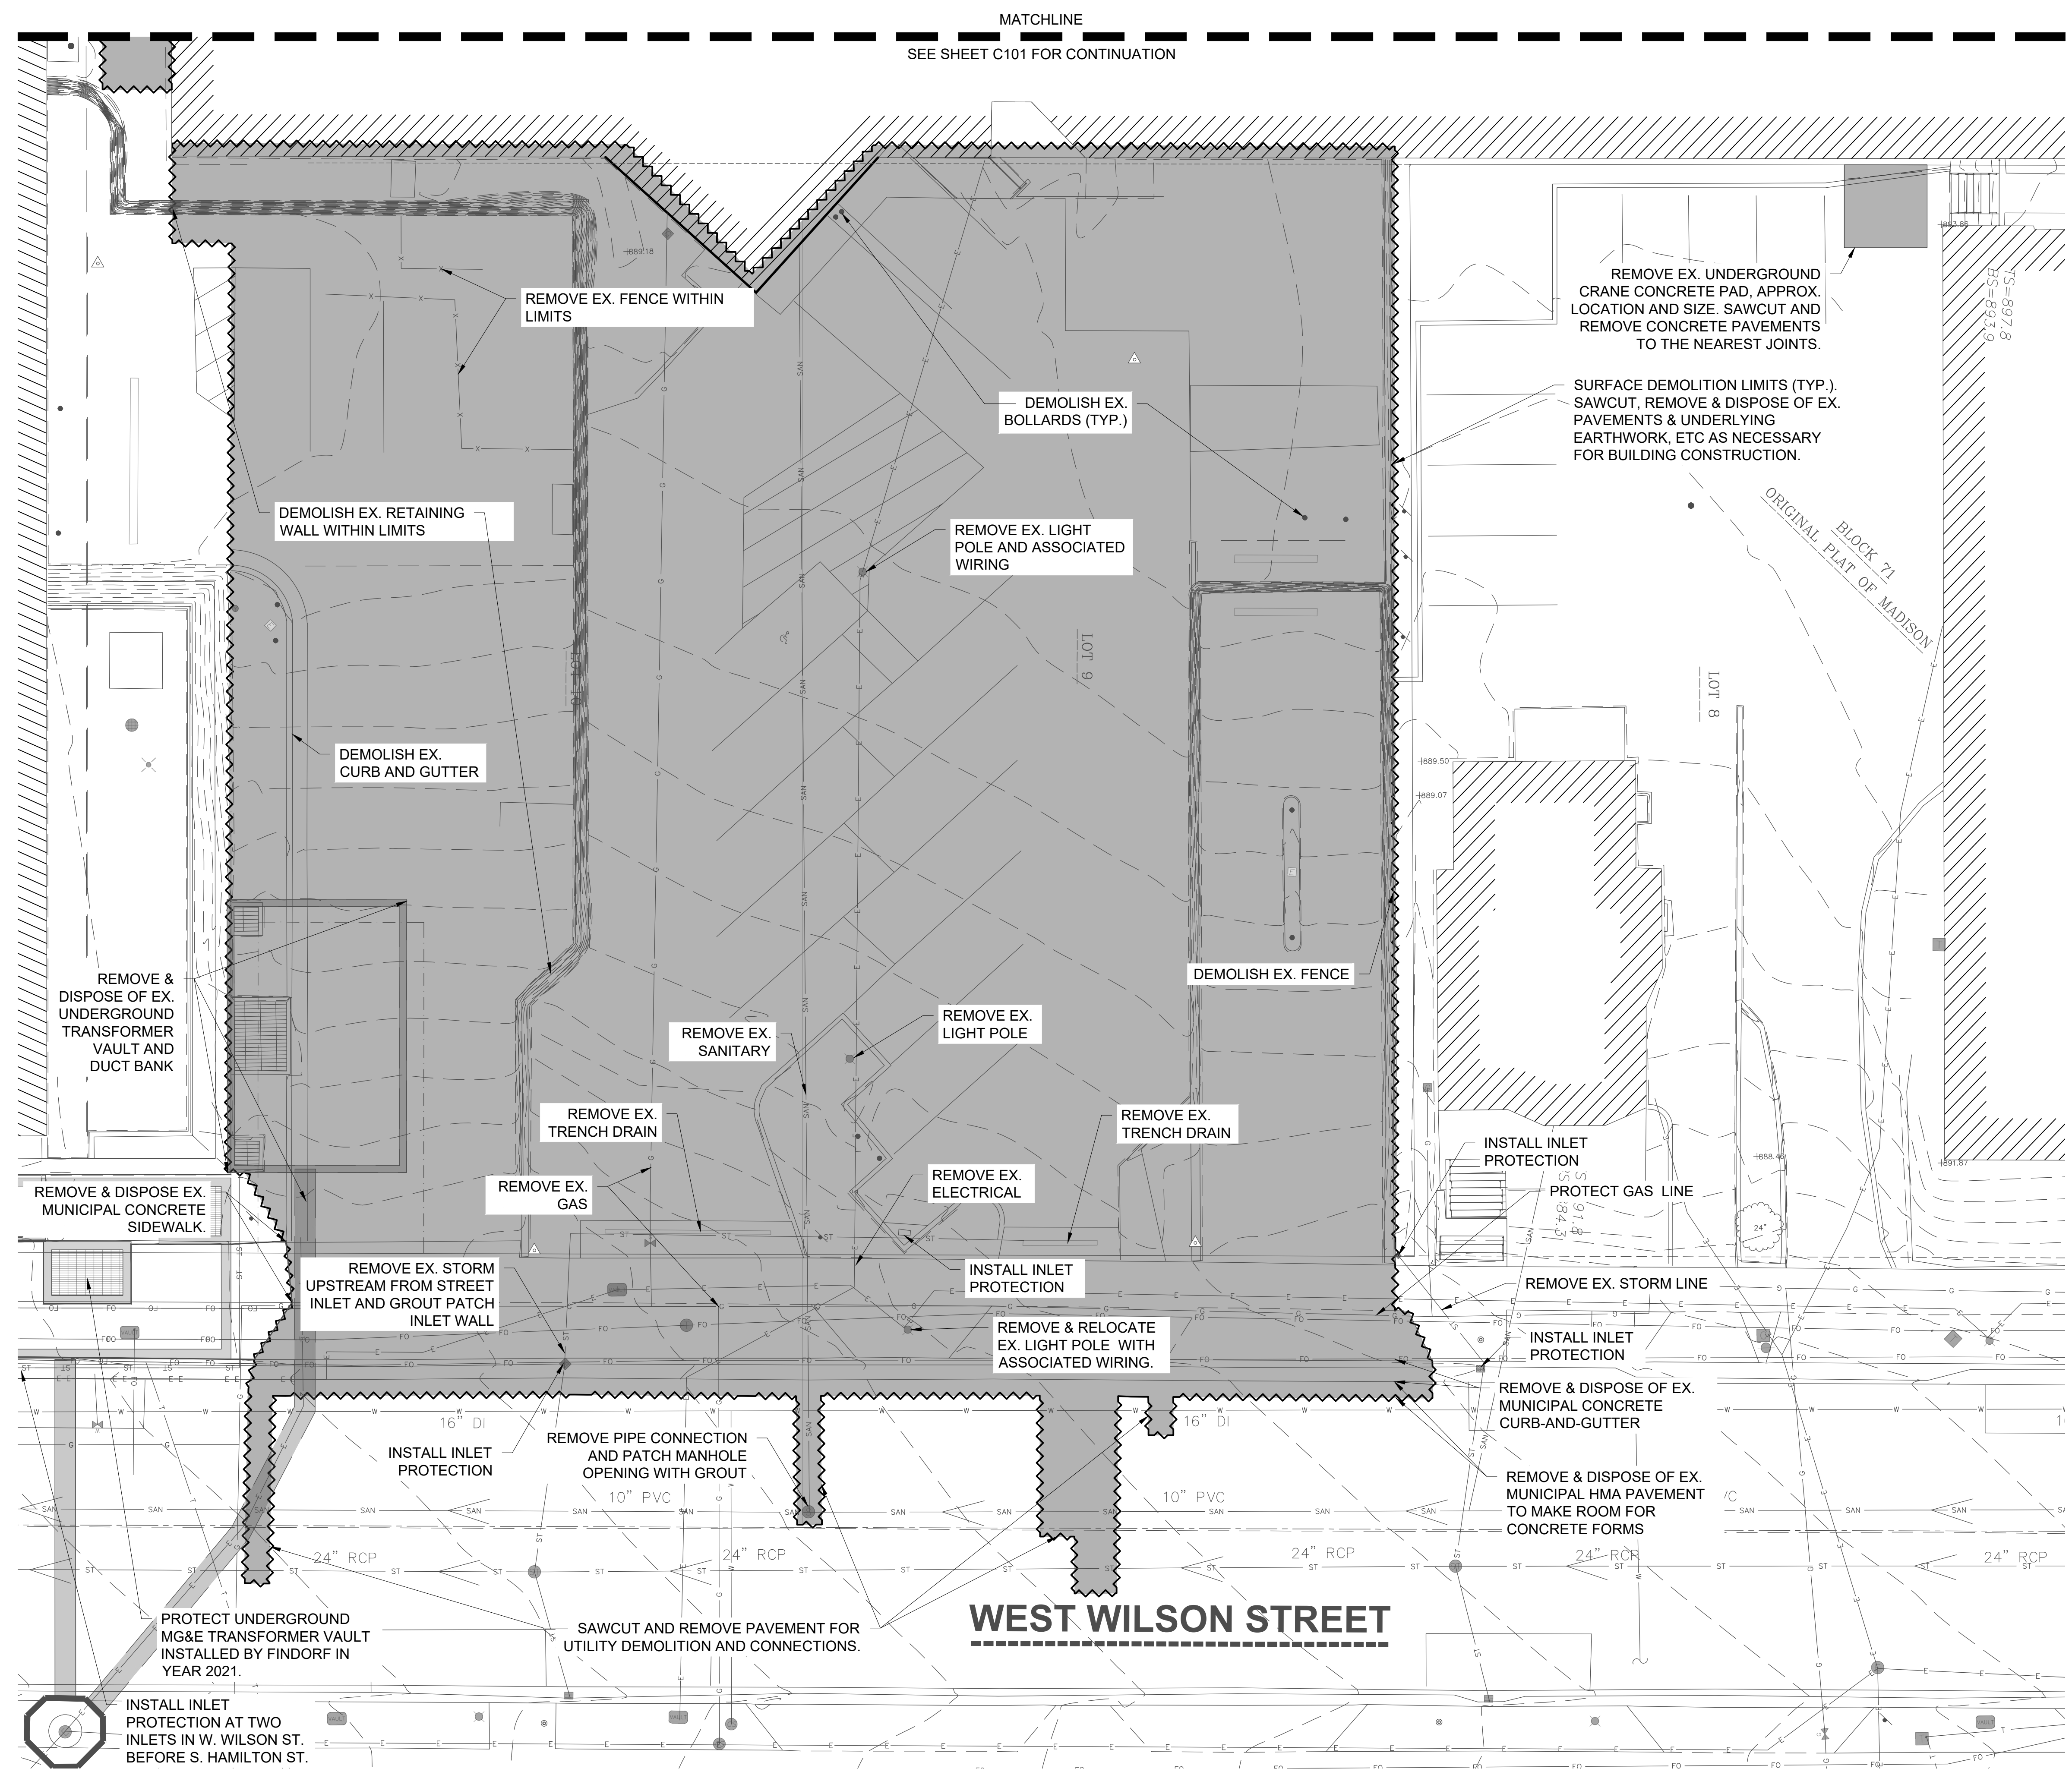 MATCHLINE
SEE SHEET C101 FOR CONTINUATION
REMOVE EX. FENCE WITHIN
LIMITS
889.18
893.86
TS=897.8
BS=893.9
REMOVE EX. UNDERGROUND
CRANE CONCRETE PAD, APPROX.
LOCATION AND SIZE. SAWCUT AND
REMOVE CONCRETE PAVEMENTS
TO THE NEAREST JOINTS.
SURFACE DEMOLITION LIMITS (TYP.).
SAWCUT, REMOVE & DISPOSE OF EX.
PAVEMENTS & UNDERLYING
EARTHWORK, ETC AS NECESSARY
FOR BUILDING CONSTRUCTION.
DEMOLISH EX.
BOLLARDS (TYP.)
DEMOLISH EX. RETAINING
WALL WITHIN LIMITS
REMOVE EX. LIGHT
POLE AND ASSOCIATED
WIRING
BLOCK 71
ORIGINAL PLAT OF MADISON
LOT 10
LOT 9
LOT 8
DEMOLISH EX.
CURB AND GUTTER
889.50
889.07
REMOVE &
DISPOSE OF EX.
UNDERGROUND
TRANSFORMER
VAULT AND
DUCT BANK
DEMOLISH EX. FENCE
REMOVE EX.
LIGHT POLE
REMOVE EX.
SANITARY
REMOVE EX.
TRENCH DRAIN
REMOVE EX.
TRENCH DRAIN
INSTALL INLET
PROTECTION
888.46
891.87
REMOVE EX.
GAS
REMOVE EX.
ELECTRICAL
PROTECT GAS LINE
REMOVE & DISPOSE EX.
MUNICIPAL CONCRETE
SIDEWALK.
24"
REMOVE EX. STORM
UPSTREAM FROM STREET
INLET AND GROUT PATCH
INLET WALL
INSTALL INLET
PROTECTION
REMOVE EX. STORM LINE
REMOVE & RELOCATE
EX. LIGHT POLE WITH
ASSOCIATED WIRING.
INSTALL INLET
PROTECTION
REMOVE & DISPOSE OF EX.
MUNICIPAL CONCRETE
CURB-AND-GUTTER
16" DI
16" DI
INSTALL INLET
PROTECTION
REMOVE PIPE CONNECTION
AND PATCH MANHOLE
OPENING WITH GROUT
REMOVE & DISPOSE OF EX.
MUNICIPAL HMA PAVEMENT
TO MAKE ROOM FOR
CONCRETE FORMS
10" PVC
10" PVC
24" RCP
24" RCP
24" RCP
24" RCP
24" RCP
WEST WILSON STREET
PROTECT UNDERGROUND
MG&E TRANSFORMER VAULT
INSTALLED BY FINDORF IN
YEAR 2021.
SAWCUT AND REMOVE PAVEMENT FOR
UTILITY DEMOLITION AND CONNECTIONS.
INSTALL INLET
PROTECTION AT TWO
INLETS IN W. WILSON ST.
BEFORE S. HAMILTON ST.